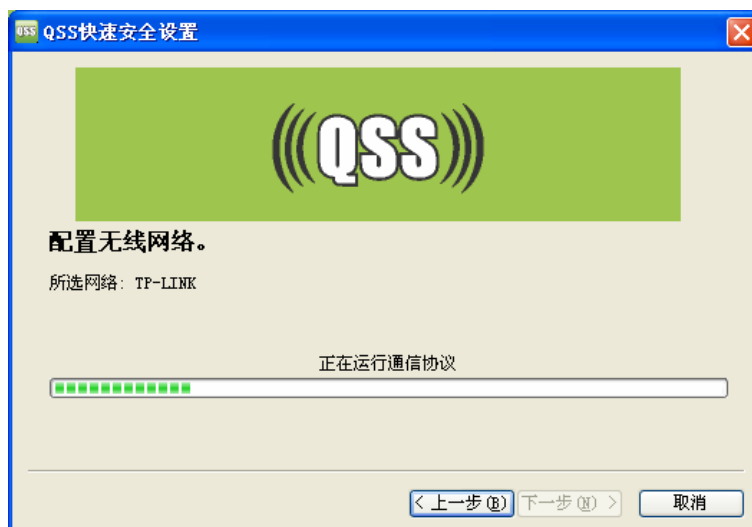 QSS QSS快速安全设置
(((QSS)))
配置无线网络。
所选网络: TP-LINK
正在运行通信协议
< 上一步(B) 下一步(N) > 取消